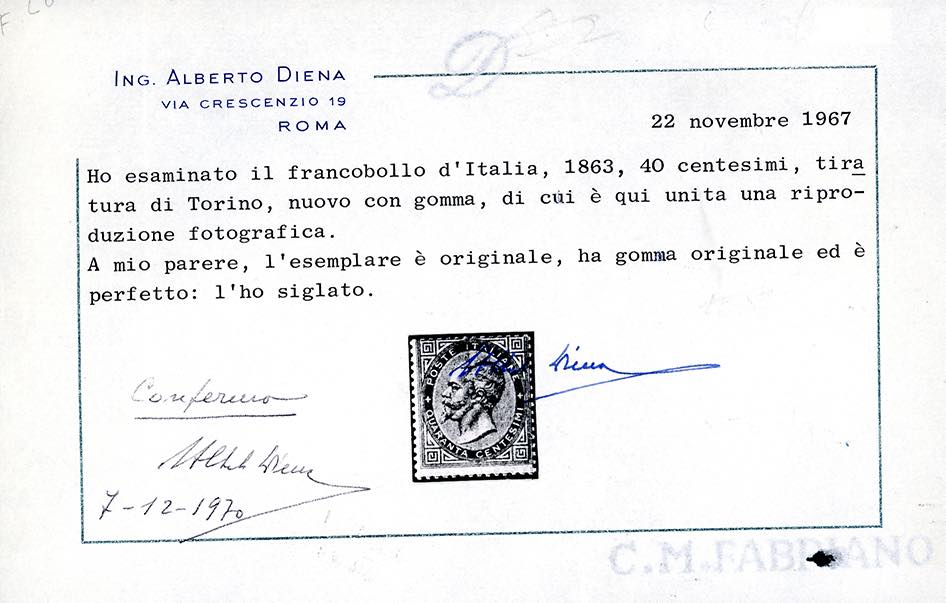 ING. ALBERTO DIENA
VIA CRESCENZIO 19
ROMA
22 novembre 1967
Ho esaminato il francobollo d'Italia, 1863, 40 centesimi, tira
tura di Torino, nuovo con gomma, di cui è qui unita una ripro-
duzione fotografica.
A mio parere, l'esemplare è originale, ha gomma originale ed è
perfetto: l'ho siglato.
POSTE ITALIANE
QUARANTA CENTESIMI
Diena
Confermo
Diena
7-12-1970
C.M.FABRIANO